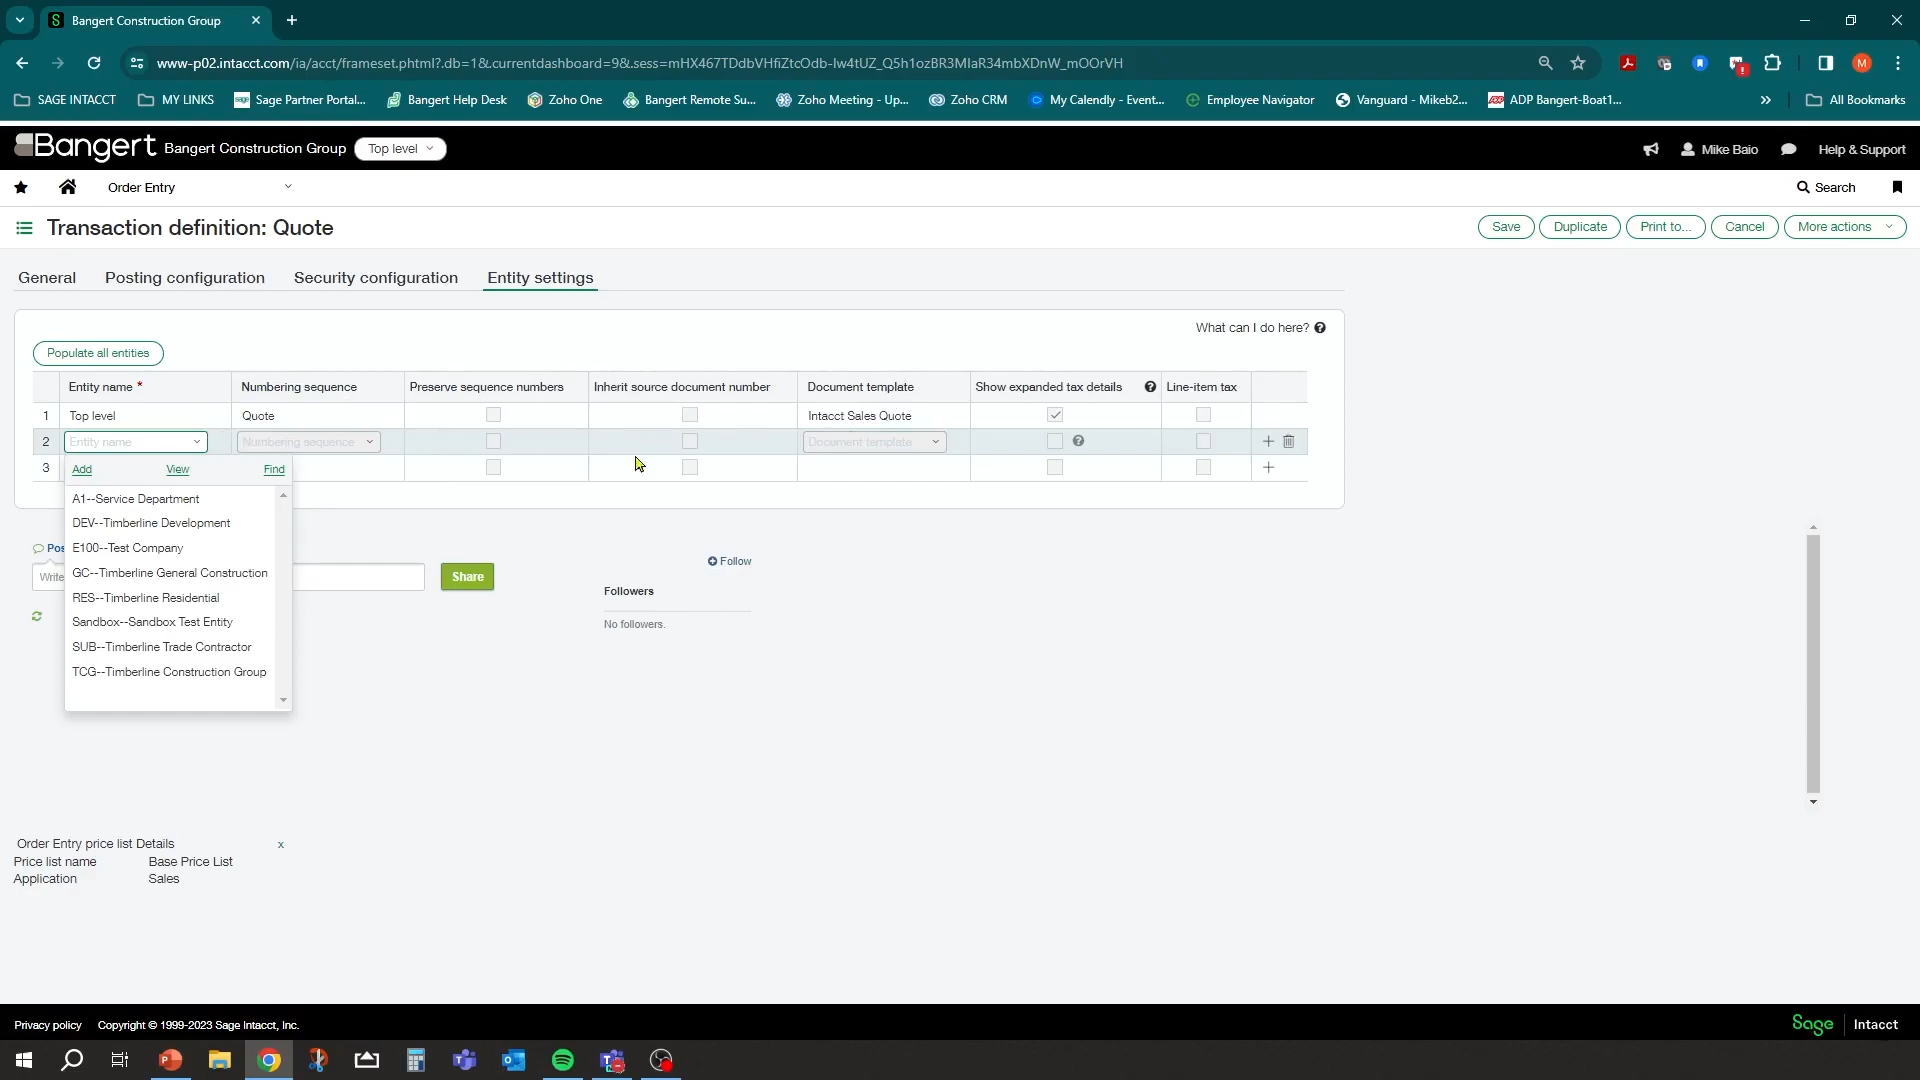 Bangert Construction Group
www-p02.intacct.com/ia/acct/frameset.phtml?.db=1&.currentdashboard=9&.sess=mHX467TDdbVHfiZtcOdb-Iw4tUZ_Q5h1ozBR3MIaR34mbXDnW_mOOrVH
M
SAGE INTACCT
MY LINKS
Sage Partner Portal...
Bangert Help Desk
Zoho One
Bangert Remote Su...
Zoho Meeting - Up...
Zoho CRM
My Calendly - Event...
Employee Navigator
Vanguard - Mikeb2...
ADP Bangert-Boat1...
All Bookmarks
Bangert Bangert Construction Group Top level
Mike Baio
Help & Support
Order Entry
Search
Transaction definition: Quote
Save Duplicate Print to... Cancel More actions
General Posting configuration Security configuration Entity settings
What can I do here?
Populate all entities
Entity name * Numbering sequence Preserve sequence numbers Inherit source document number Document template Show expanded tax details Line-item tax
1 Top level Quote Intacct Sales Quote
2 Entity name Numbering sequence Document template
3
Add View Find
A1--Service Department
DEV--Timberline Development
E100--Test Company
GC--Timberline General Construction
RES--Timberline Residential
Sandbox--Sandbox Test Entity
SUB--Timberline Trade Contractor
TCG--Timberline Construction Group
Pos
Write
Share
Follow
Followers
No followers.
Order Entry price list Details x
Price list name Base Price List
Application Sales
Privacy policy Copyright © 1999-2023 Sage Intacct, Inc.
Sage Intacct